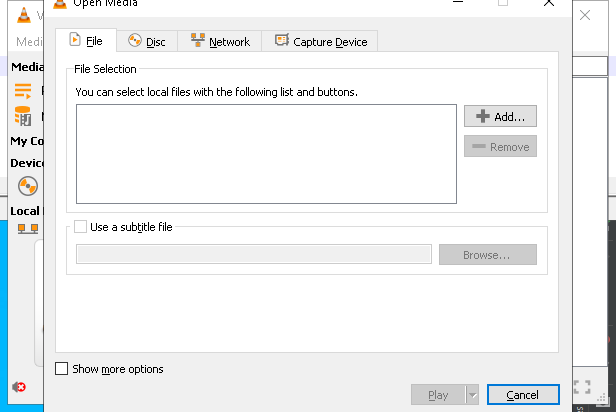 Open Media
Medi
File
Disc
Network
Capture Device
Media
File Selection
You can select local files with the following list and buttons.
Add...
Remove
My Co
Device
Local
Use a subtitle file
Browse...
Show more options
Play
Cancel